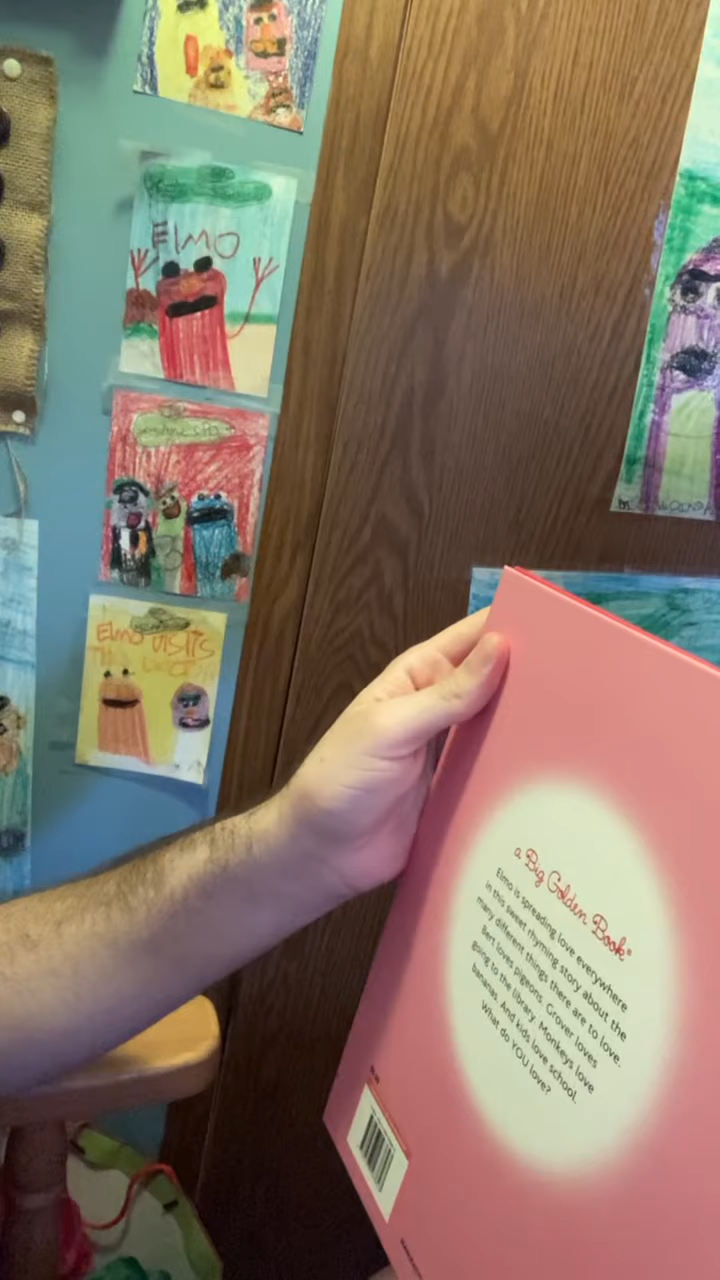 ELMO
Elmo visits
a Big Golden Book®
Elmo is spreading love everywhere
in this sweet rhyming story about the
many different things there are to love.
Bert loves pigeons. Grover loves
going to the library. Monkeys love
bananas. And kids love school.
What do YOU love?